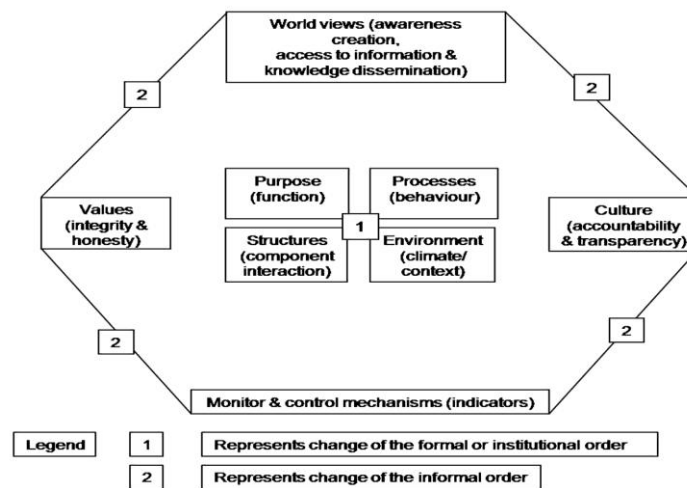 World views (awareness
creation,
access to information &
knowledge dissemination)
2
2
Purpose
(function)
Processes
(behaviour)
Values
(integrity &
honesty)
1
Culture
(accountability
& transparency)
Structures
(component
interaction)
Environment
(climate/
context)
2
2
Monitor & control mechanisms (indicators)
Legend
1
Represents change of the formal or institutional order
2
Represents change of the informal order